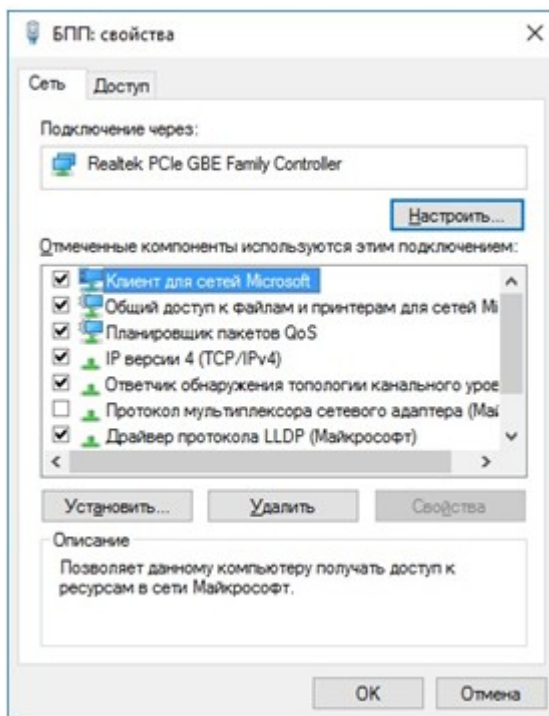 БПП: свойства
Сеть Доступ
Подключение через:
Realtek PCIe GBE Family Controller
Настроить...
Отмеченные компоненты используются этим подключением:
Клиент для сетей Microsoft
Общий доступ к файлам и принтерам для сетей Mi
Планировщик пакетов QoS
IP версии 4 (TCP/IPv4)
Ответчик обнаружения топологии канального уров
Протокол мультиплексора сетевого адаптера (Май
Драйвер протокола LLDP (Майкрософт)
Установить... Удалить Свойства
Описание
Позволяет данному компьютеру получать доступ к
ресурсам в сети Майкрософт.
OK Отмена